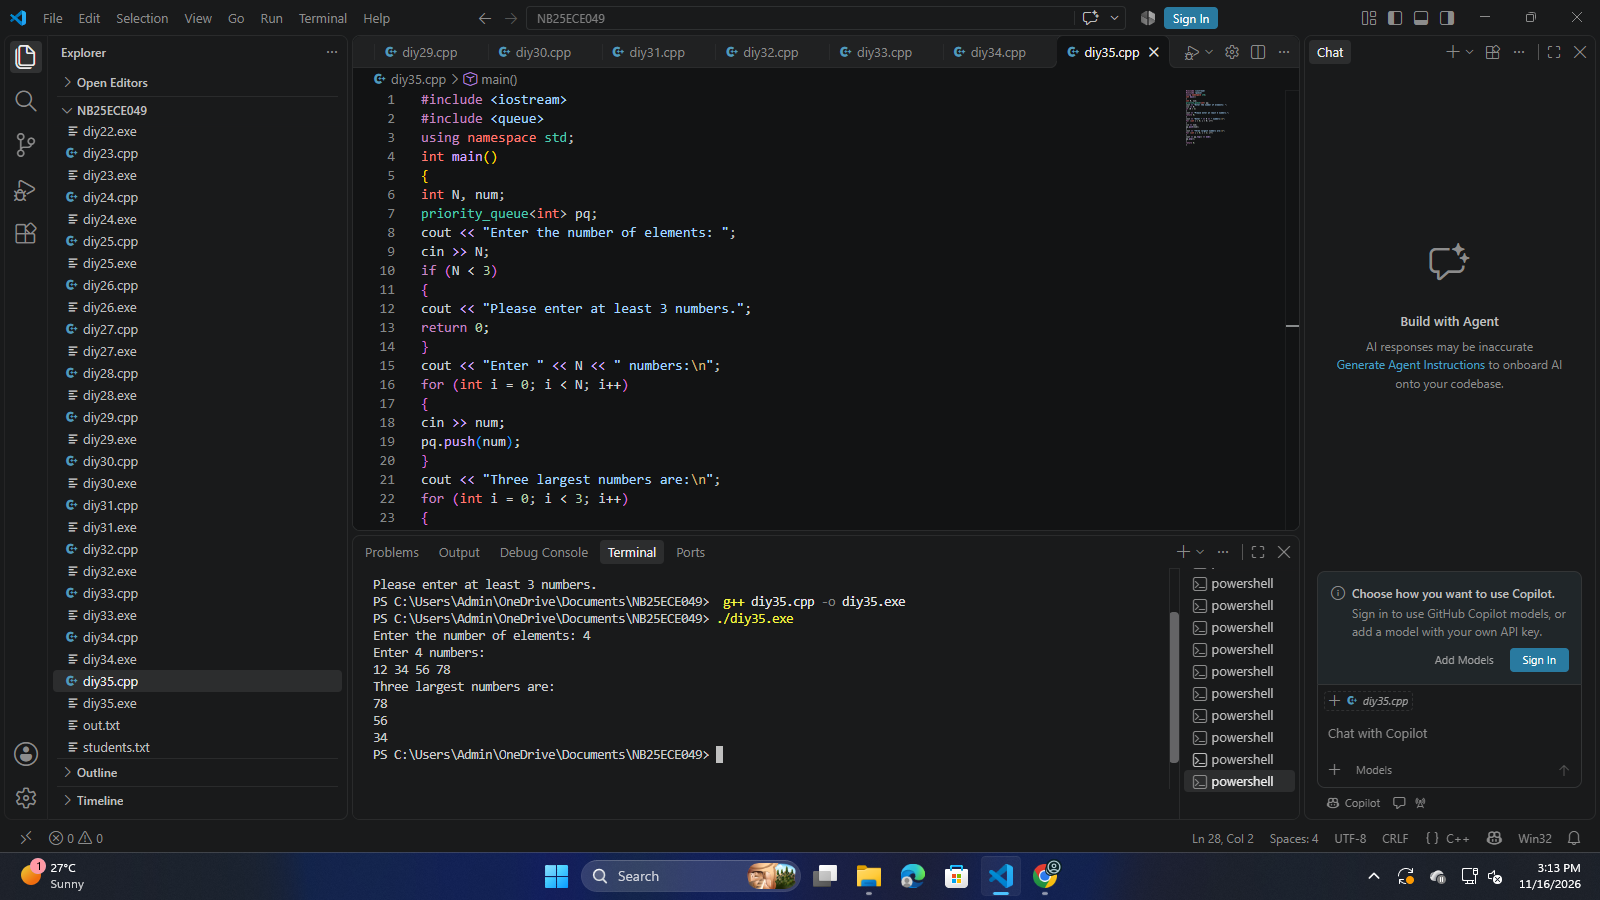 File Edit Selection View Go Run Terminal Help
NB25ECE049
Sign In
Explorer
diy29.cpp diy30.cpp diy31.cpp diy32.cpp diy33.cpp diy34.cpp diy35.cpp
Chat
Open Editors
NB25ECE049
diy22.exe
diy23.cpp
diy23.exe
diy24.cpp
diy24.exe
diy25.cpp
diy25.exe
diy26.cpp
diy26.exe
diy27.cpp
diy27.exe
diy28.cpp
diy28.exe
diy29.cpp
diy29.exe
diy30.cpp
diy30.exe
diy31.cpp
diy31.exe
diy32.cpp
diy32.exe
diy33.cpp
diy33.exe
diy34.cpp
diy34.exe
diy35.cpp
diy35.exe
out.txt
students.txt
Outline
Timeline
diy35.cpp > main()
1 #include <iostream>
2 #include <queue>
3 using namespace std;
4 int main()
5 {
6 int N, num;
7 priority_queue<int> pq;
8 cout << "Enter the number of elements: ";
9 cin >> N;
10 if (N < 3)
11 {
12 cout << "Please enter at least 3 numbers.";
13 return 0;
14 }
15 cout << "Enter " << N << " numbers:\n";
16 for (int i = 0; i < N; i++)
17 {
18 cin >> num;
19 pq.push(num);
20 }
21 cout << "Three largest numbers are:\n";
22 for (int i = 0; i < 3; i++)
23 {
Problems Output Debug Console Terminal Ports
Please enter at least 3 numbers.
PS C:\Users\Admin\OneDrive\Documents\NB25ECE049> g++ diy35.cpp -o diy35.exe
PS C:\Users\Admin\OneDrive\Documents\NB25ECE049> ./diy35.exe
Enter the number of elements: 4
Enter 4 numbers:
12 34 56 78
Three largest numbers are:
78
56
34
PS C:\Users\Admin\OneDrive\Documents\NB25ECE049>
powershell
powershell
powershell
powershell
powershell
powershell
powershell
powershell
powershell
powershell
Build with Agent
AI responses may be inaccurate
Generate Agent Instructions to onboard AI
onto your codebase.
Choose how you want to use Copilot.
Sign in to use GitHub Copilot models, or
add a model with your own API key.
Add Models Sign In
diy35.cpp
Chat with Copilot
Models
Copilot
0 0
Ln 28, Col 2 Spaces: 4 UTF-8 CRLF {} C++ Win32
1
27°C
Sunny
Search
3:13 PM
11/16/2026